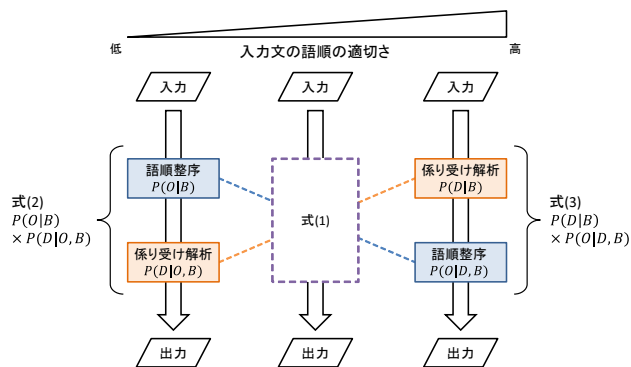 低
入力文の語順の適切さ
高
入力
入力
入力
語順整序
P(O|B)
係り受け解析
P(D|B)
式(2)
P(O|B)
× P(D|O, B)
式(1)
式(3)
P(D|B)
× P(O|D, B)
係り受け解析
P(D|O, B)
語順整序
P(O|D, B)
出力
出力
出力